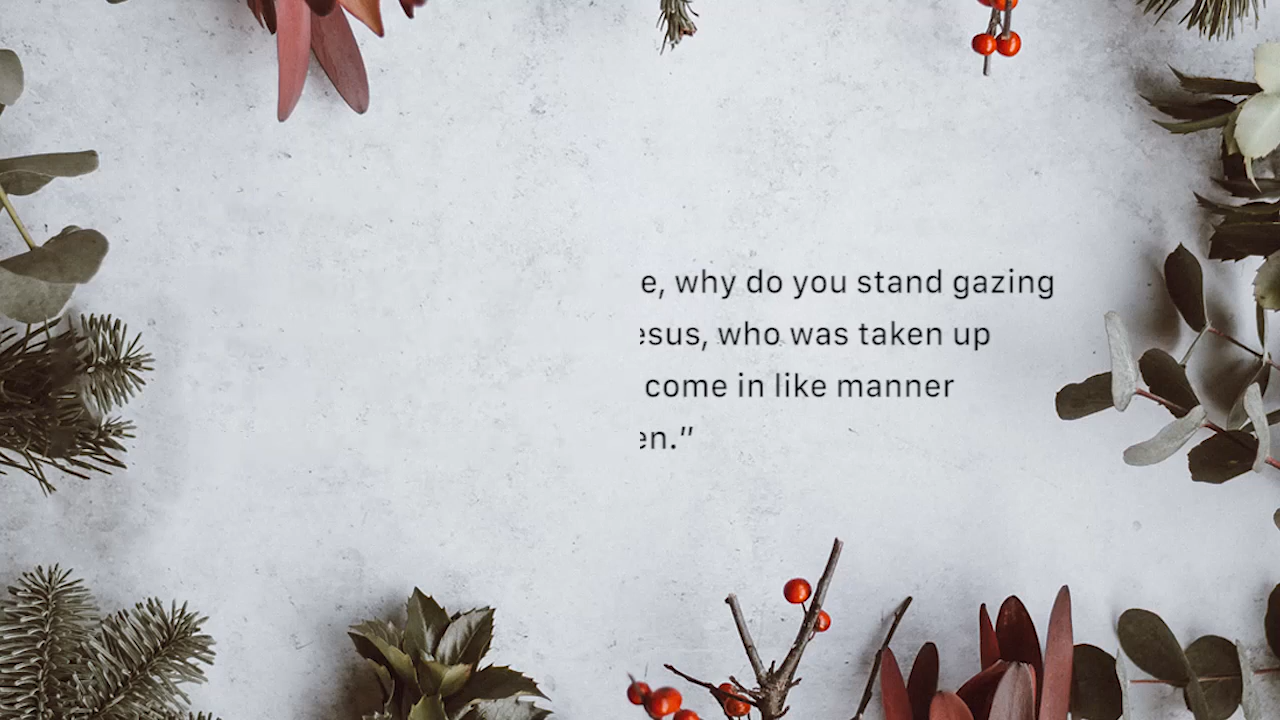 e, why do you stand gazing
esus, who was taken up
come in like manner
en.”